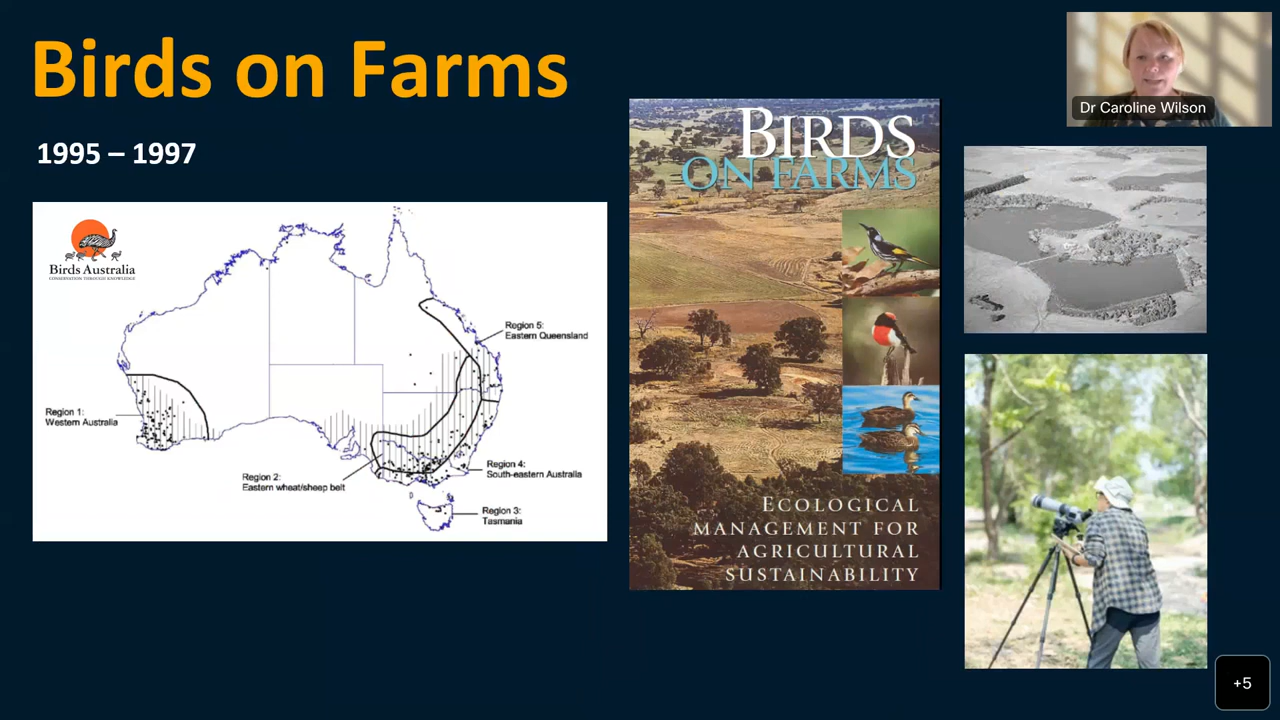 Birds on Farms
1995 – 1997
Birds Australia
CONSERVATION THROUGH KNOWLEDGE
Region 5:
Eastern Queensland
Region 1:
Western Australia
Region 2:
Eastern wheat/sheep belt
Region 4:
South-eastern Australia
Region 3:
Tasmania
BIRDS
ON FARMS
ECOLOGICAL
MANAGEMENT FOR
AGRICULTURAL
SUSTAINABILITY
Dr Caroline Wilson
+5